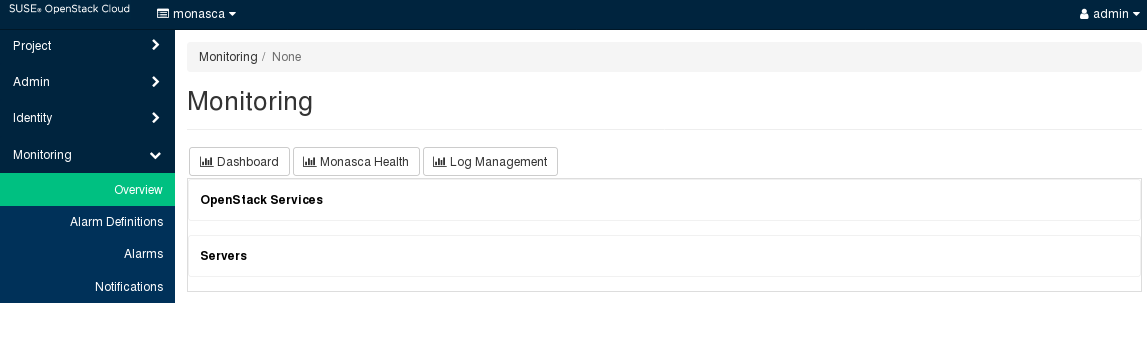 SUSE® OpenStack Cloud
monasca
admin
Project
Admin
Identity
Monitoring
Overview
Alarm Definitions
Alarms
Notifications
Monitoring / None
Monitoring
Dashboard
Monasca Health
Log Management
OpenStack Services
Servers